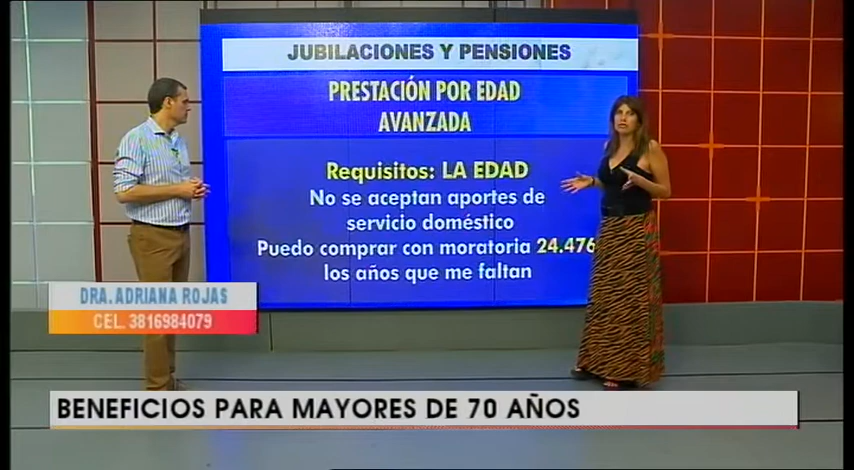 JUBILACIONES Y PENSIONES
PRESTACIÓN POR EDAD
AVANZADA
Requisitos: LA EDAD
No se aceptan aportes de
servicio doméstico
Puedo comprar con moratoria 24.476
los años que me faltan
DRA. ADRIANA ROJAS
CEL. 3816984079
BENEFICIOS PARA MAYORES DE 70 AÑOS